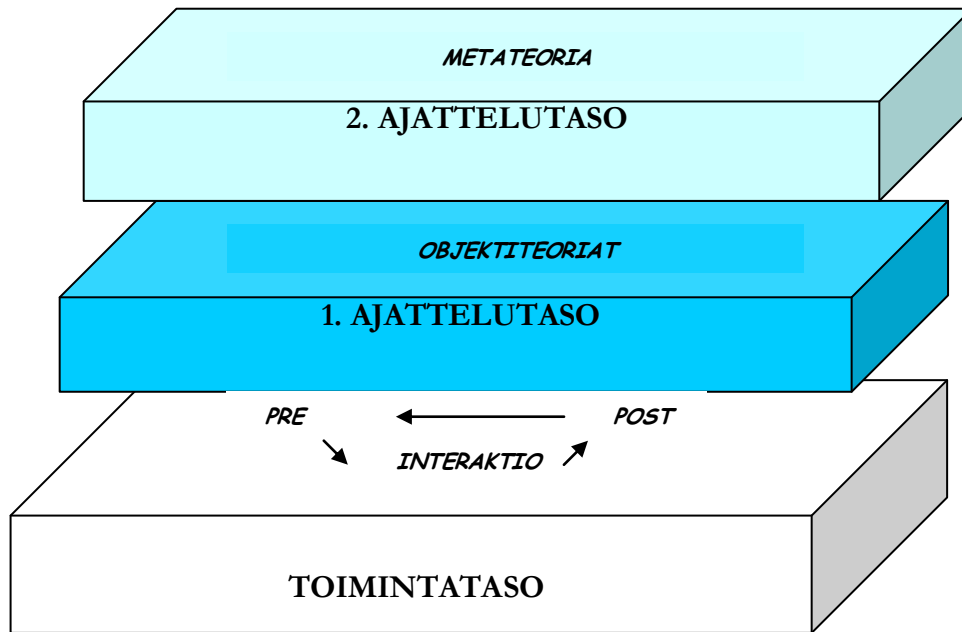 METATEORIA
2. AJATTELUTASO
OBJEKTITEORIAT
1. AJATTELUTASO
PRE POST
INTERAKTIO
TOIMINTATASO